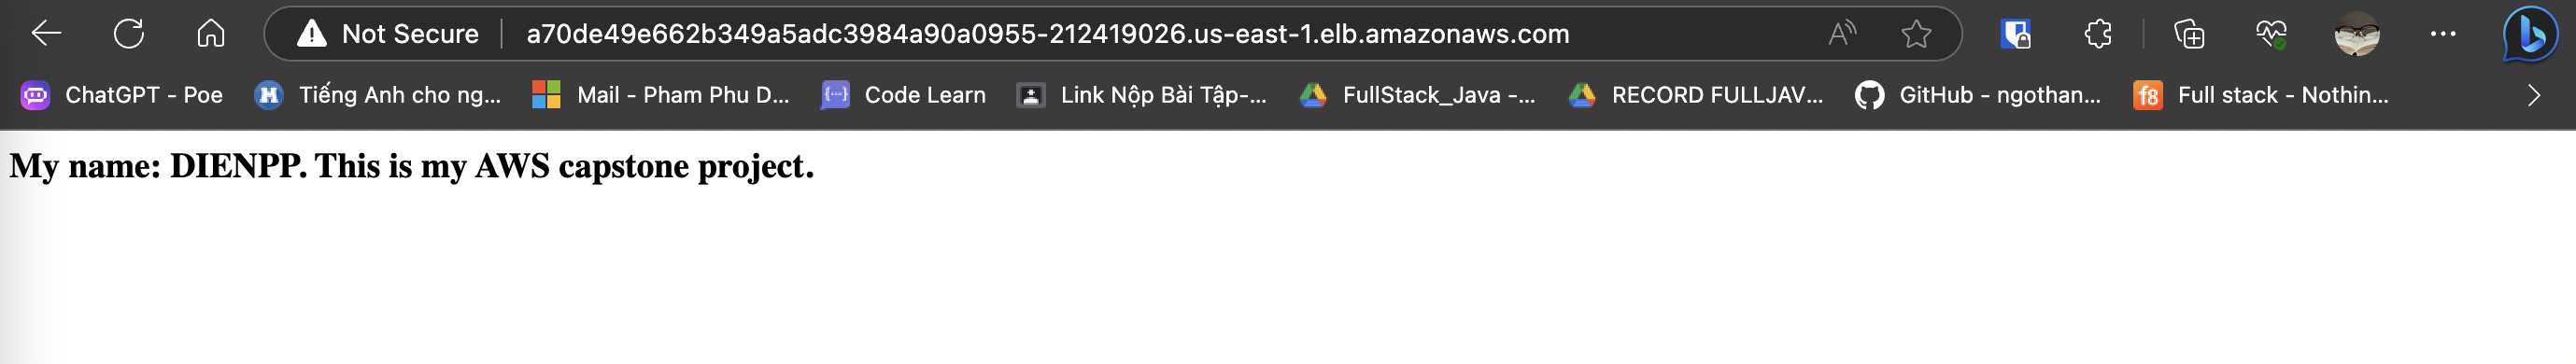 Not Secure a70de49e662b349a5adc3984a90a0955-212419026.us-east-1.elb.amazonaws.com
ChatGPT - Poe Tiếng Anh cho ng... Mail - Pham Phu D... Code Learn Link Nộp Bài Tập-... FullStack_Java -... RECORD FULLJAV... GitHub - ngothan... f8 Full stack - Nothin...
My name: DIENPP. This is my AWS capstone project.